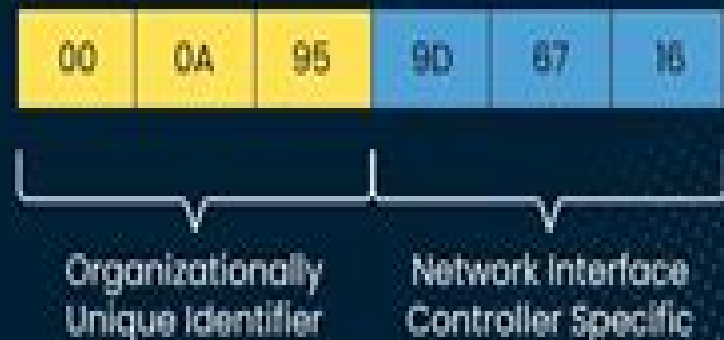 00 0A 95 9D 67 16
Organizationally
Unique Identifier
Network Interface
Controller Specific